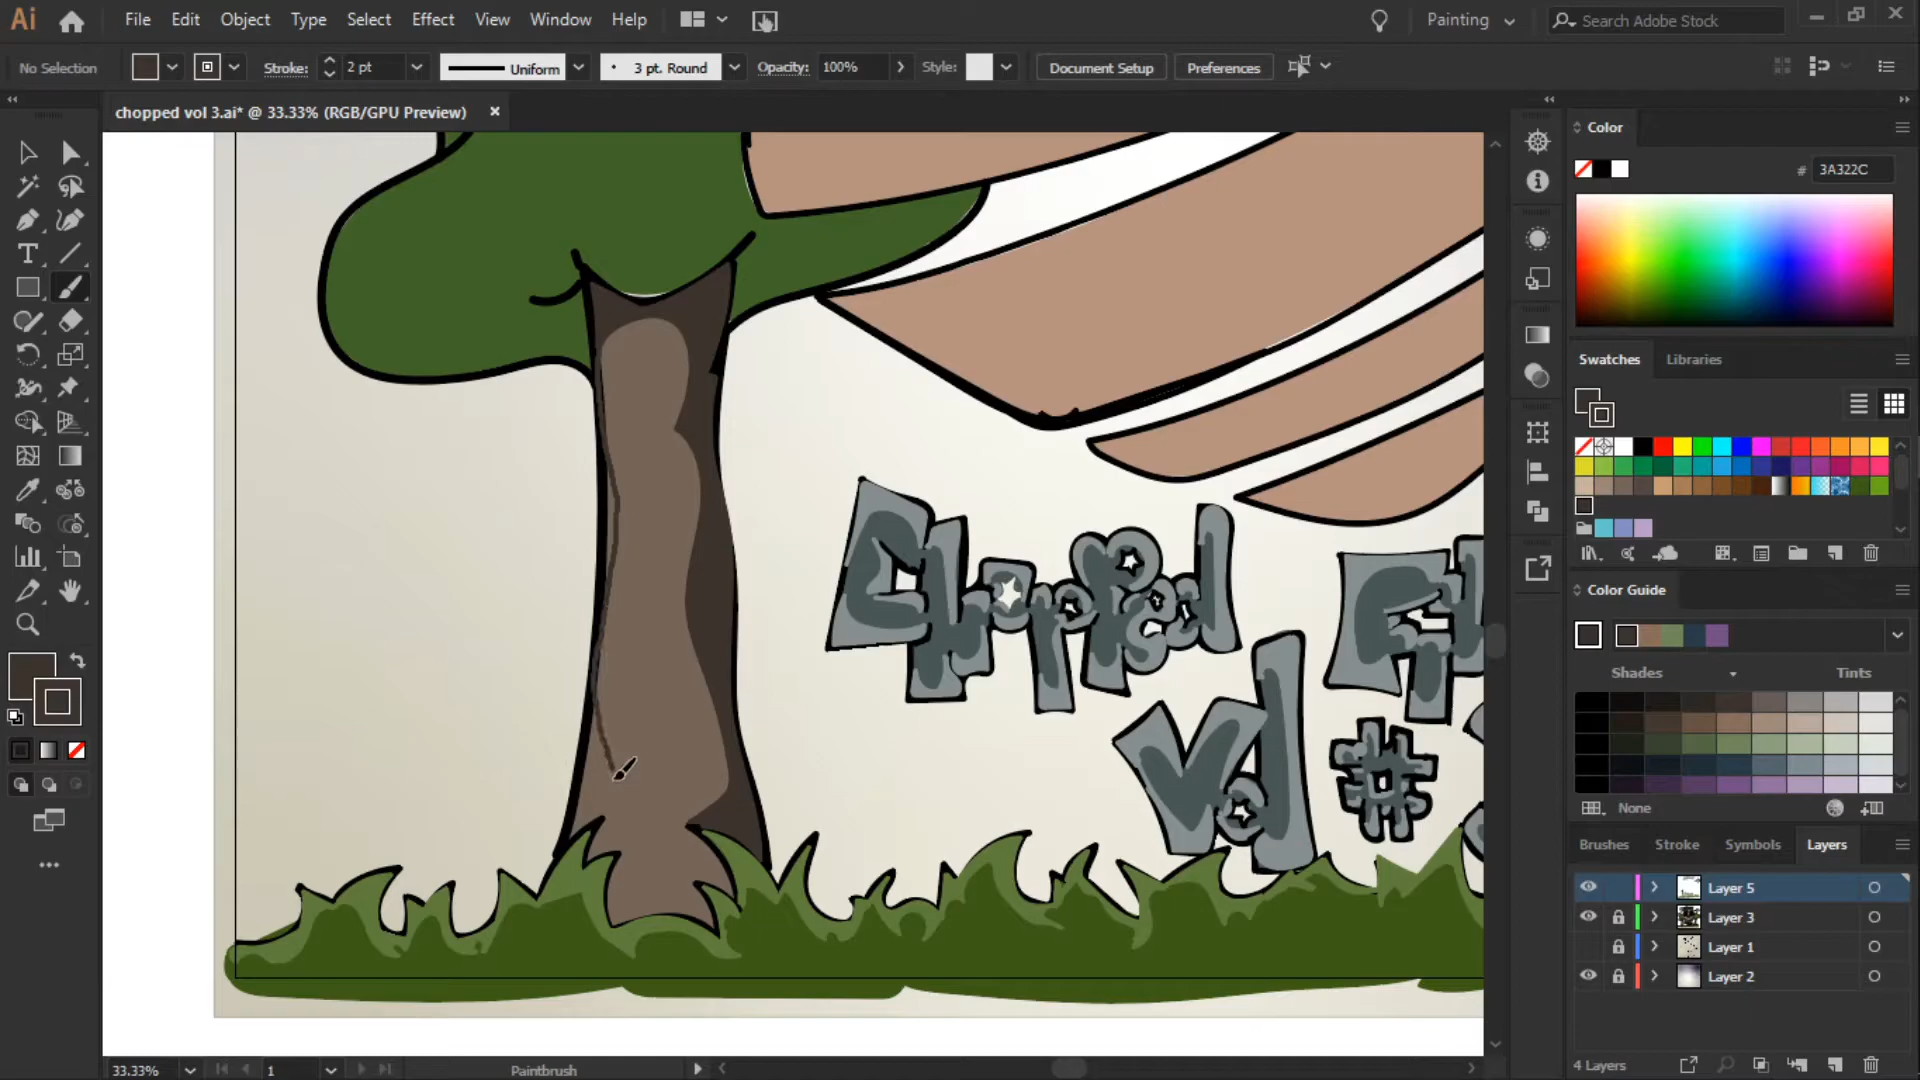 Ai File Edit Object Type Select Effect View Window Help Painting Search Adobe Stock
No Selection Stroke: 2 pt Uniform 3 pt. Round Opacity: 100% Style: Document Setup Preferences
chopped vol 3.ai* @ 33.33% (RGB/GPU Preview)
Color
# 3A322C
Swatches Libraries
Color Guide
Shades Tints
None
Chopped
Vol
#
Brushes Stroke Symbols Layers
Layer 5
Layer 3
Layer 1
Layer 2
4 Layers
33.33% 1 Paintbrush